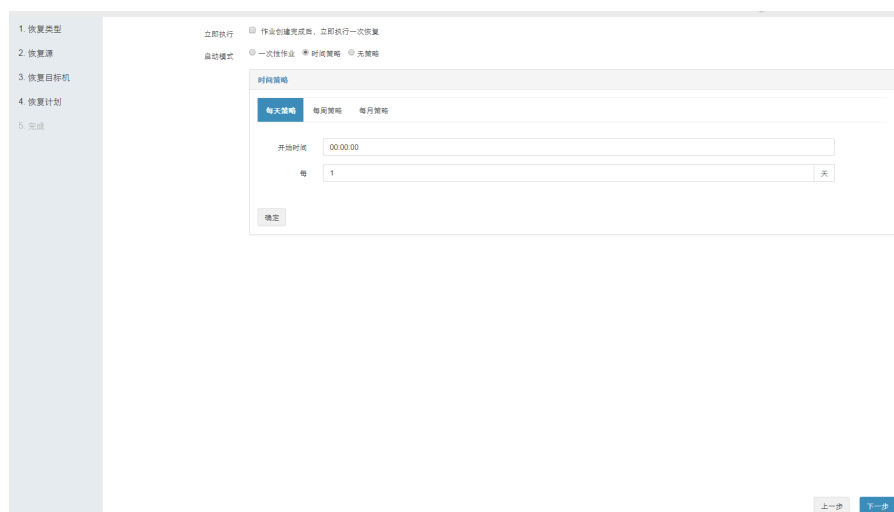 1. 恢复类型
2. 恢复源
3. 恢复目标机
4. 恢复计划
5. 完成
立即执行 作业创建完成后，立即执行一次恢复
启动模式 一次性作业 时间策略 无策略
时间策略
每天策略 每周策略 每月策略
开始时间 00:00:00
每 1 天
确定
上一步 下一步